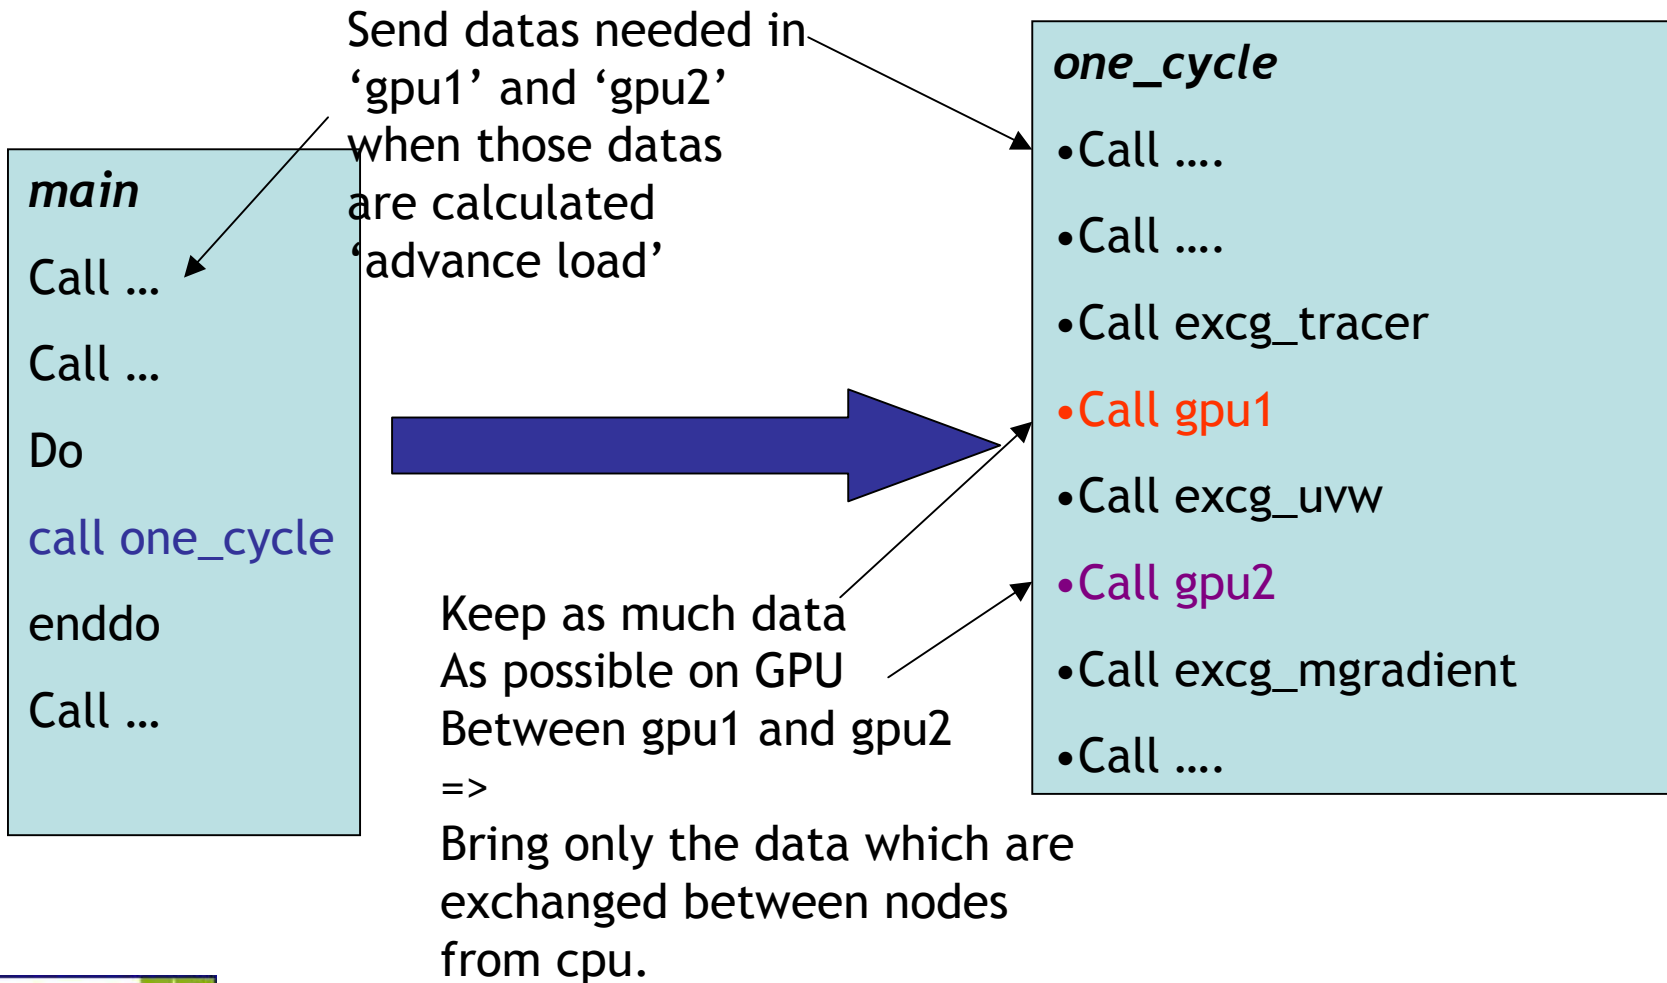 Send datas needed in
‘gpu1’ and ‘gpu2’
when those datas
are calculated
‘advance load’
main
Call …
Call …
Do
call one_cycle
enddo
Call …
Keep as much data
As possible on GPU
Between gpu1 and gpu2
=>
Bring only the data which are
exchanged between nodes
from cpu.
one_cycle
•Call ….
•Call ….
•Call excg_tracer
•Call gpu1
•Call excg_uvw
•Call gpu2
•Call excg_mgradient
•Call ….